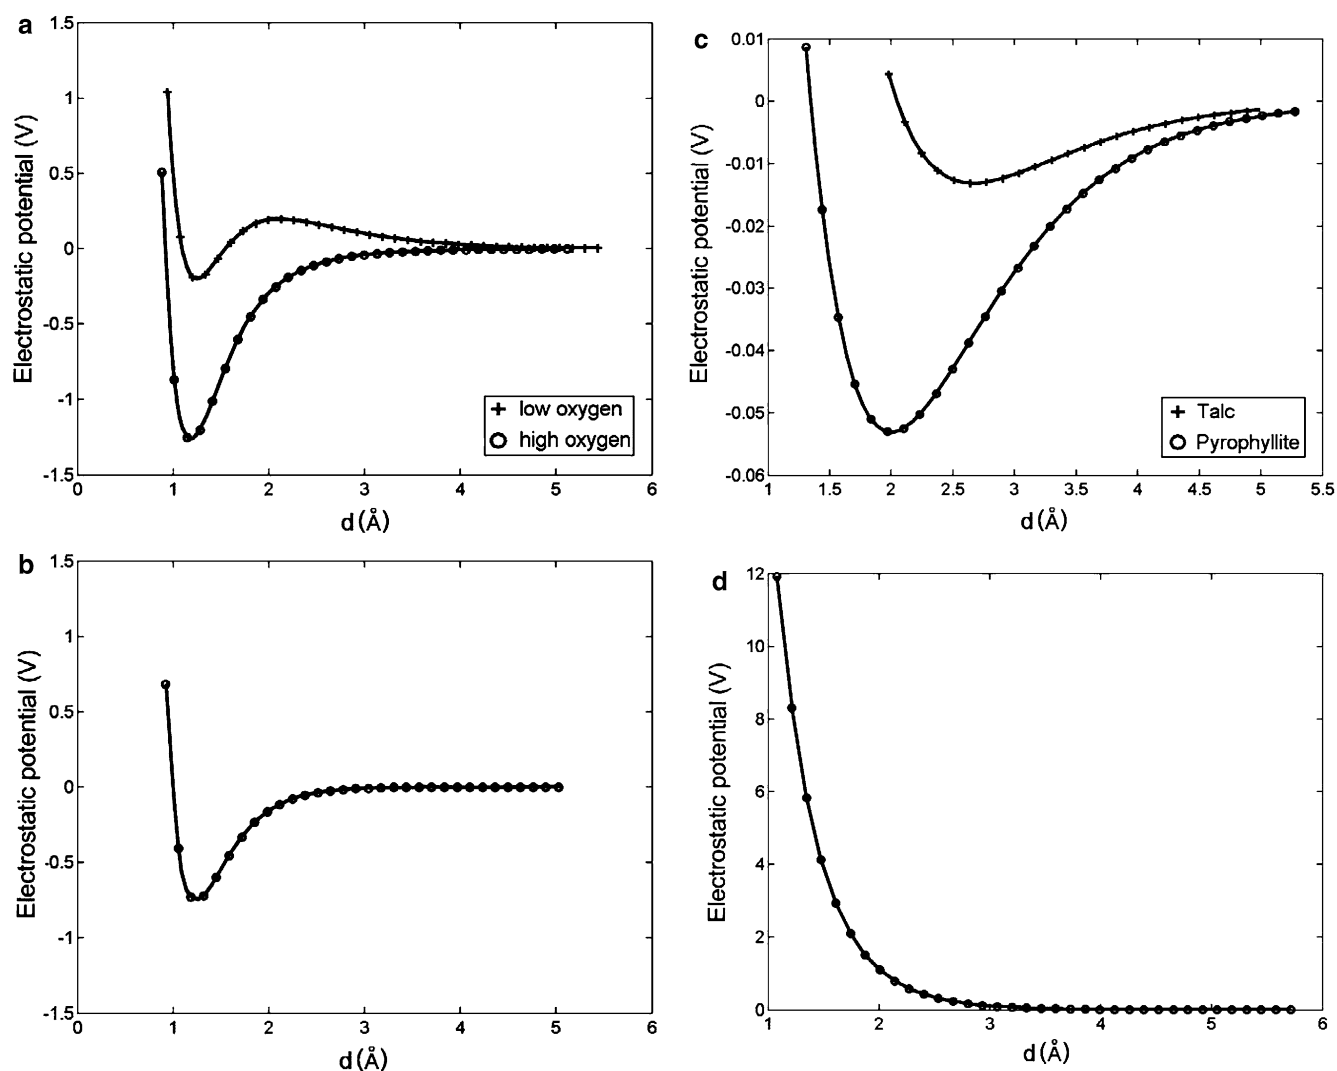 a
1.5
1
0.5
0
-0.5
-1
-1.5
0 1 2 3 4 5 6
Electrostatic potential (V)
d (Å)
low oxygen
high oxygen
b
1.5
1
0.5
0
-0.5
-1
-1.5
0 1 2 3 4 5 6
Electrostatic potential (V)
d (Å)
c
0.01
0
-0.01
-0.02
-0.03
-0.04
-0.05
-0.06
1 1.5 2 2.5 3 3.5 4 4.5 5 5.5
Electrostatic potential (V)
d (Å)
Talc
Pyrophyllite
d
12
10
8
6
4
2
0
1 2 3 4 5 6
Electrostatic potential (V)
d (Å)